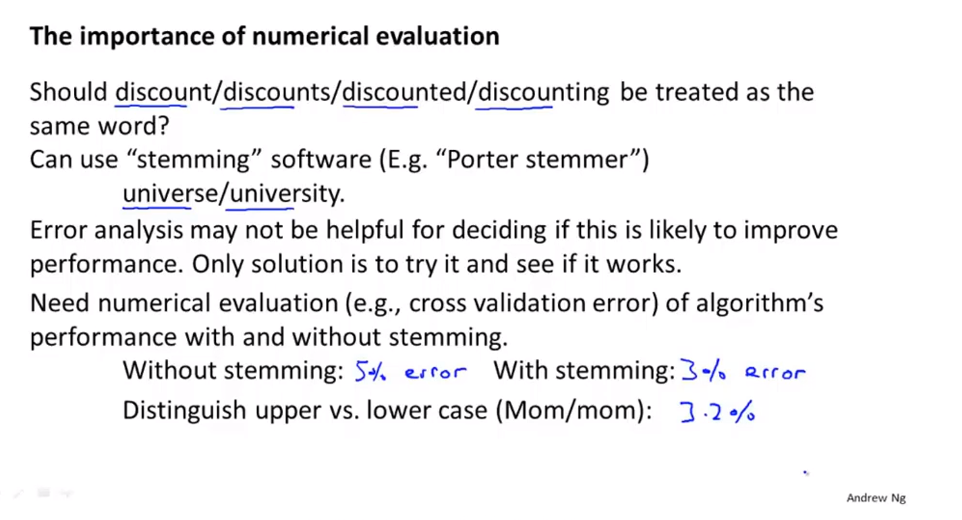 The importance of numerical evaluation
Should discount/discounts/discounted/discounting be treated as the
same word?
Can use “stemming” software (E.g. “Porter stemmer”)
universe/university.
Error analysis may not be helpful for deciding if this is likely to improve
performance. Only solution is to try it and see if it works.
Need numerical evaluation (e.g., cross validation error) of algorithm’s
performance with and without stemming.
Without stemming: 5% error With stemming: 3% error
Distinguish upper vs. lower case (Mom/mom): 3.2%
Andrew Ng